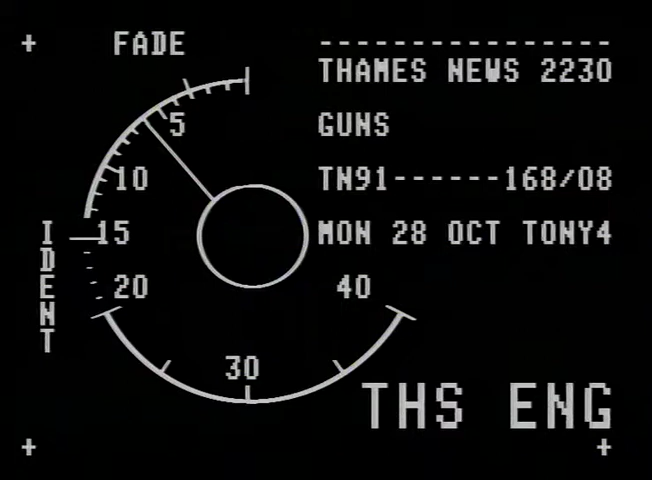 FADE
----------------
THAMES NEWS 2230
GUNS
TN91------168/08
MON 28 OCT TONY4
5
10
15
20
30
40
IDENT
THS ENG